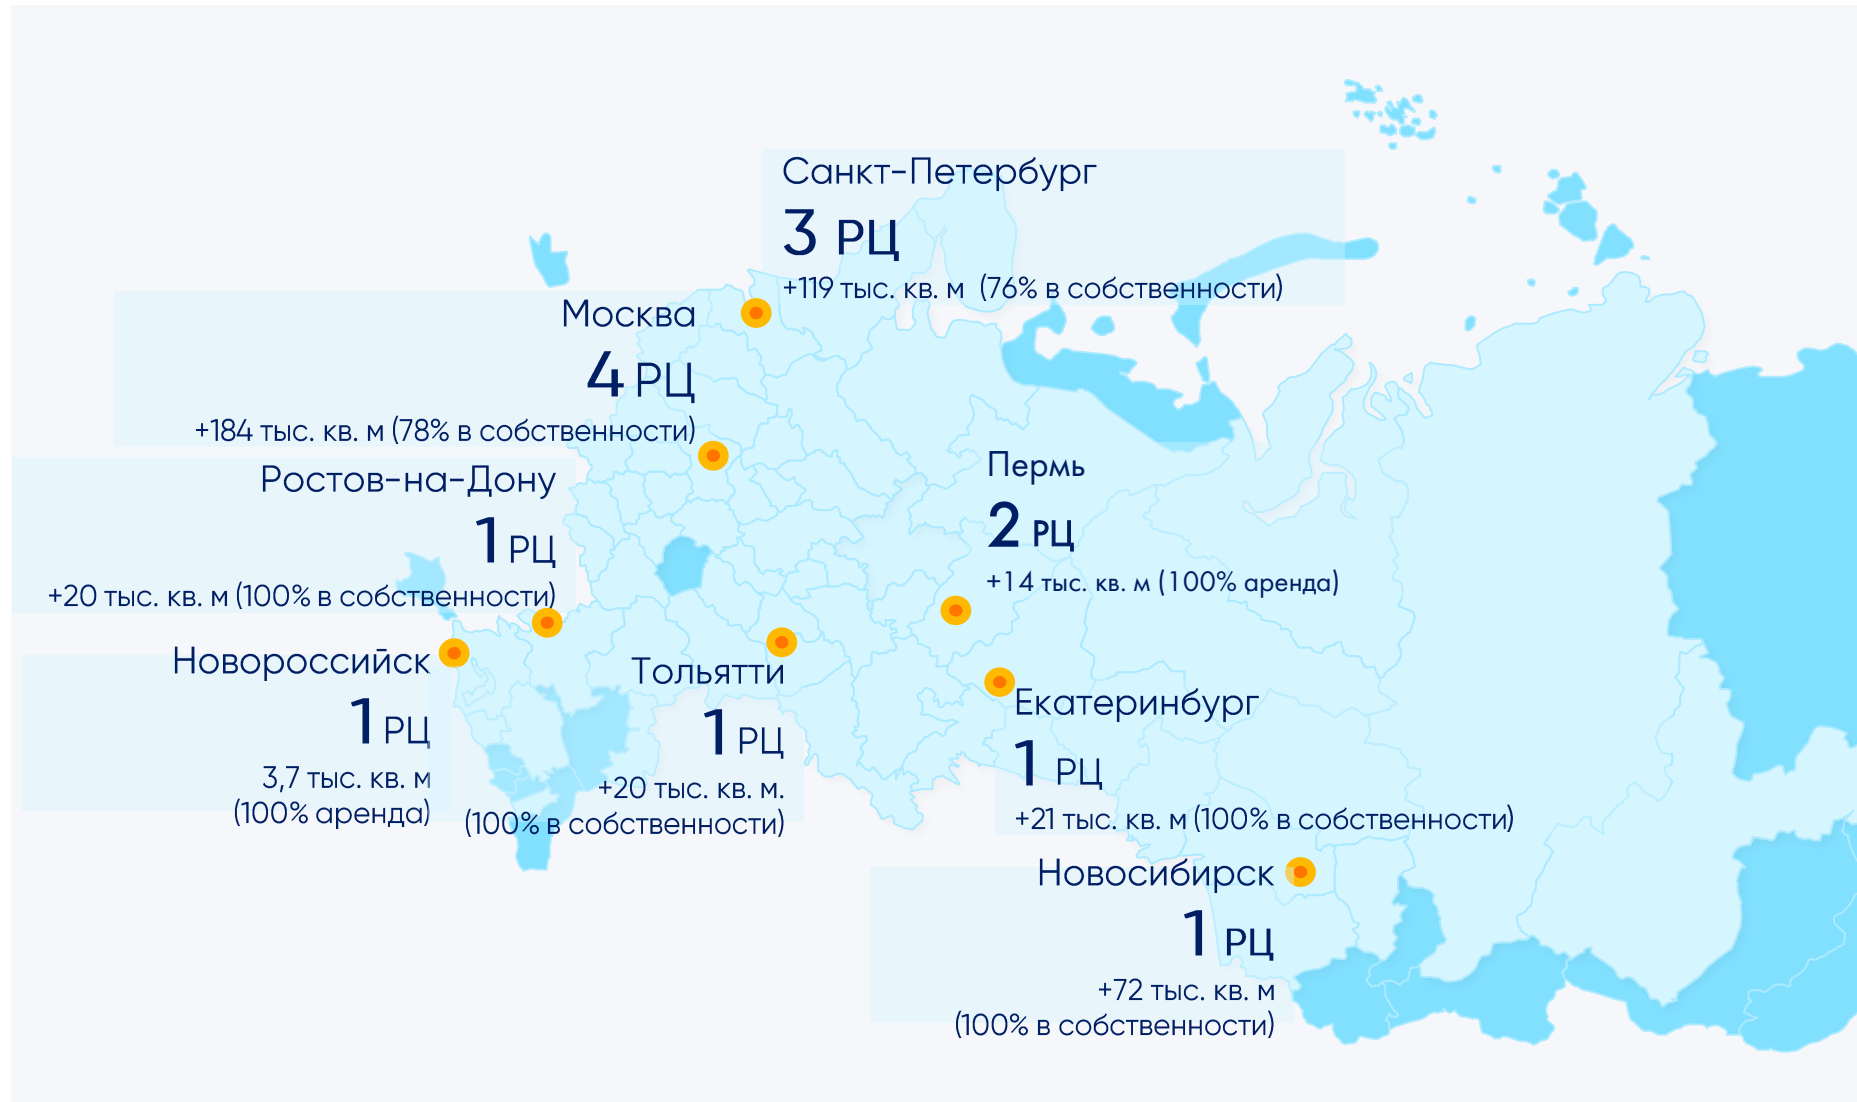 Санкт-Петербург
3 РЦ
+119 тыс. кв. м (76% в собственности)
Москва
4 РЦ
+184 тыс. кв. м (78% в собственности)
Ростов-на-Дону
1 РЦ
+20 тыс. кв. м (100% в собственности)
Пермь
2 РЦ
+14 тыс. кв. м (100% аренда)
Новороссийск
1 РЦ
3,7 тыс. кв. м
(100% аренда)
Тольятти
1 РЦ
+20 тыс. кв. м.
(100% в собственности)
Екатеринбург
1 РЦ
+21 тыс. кв. м (100% в собственности)
Новосибирск
1 РЦ
+72 тыс. кв. м
(100% в собственности)